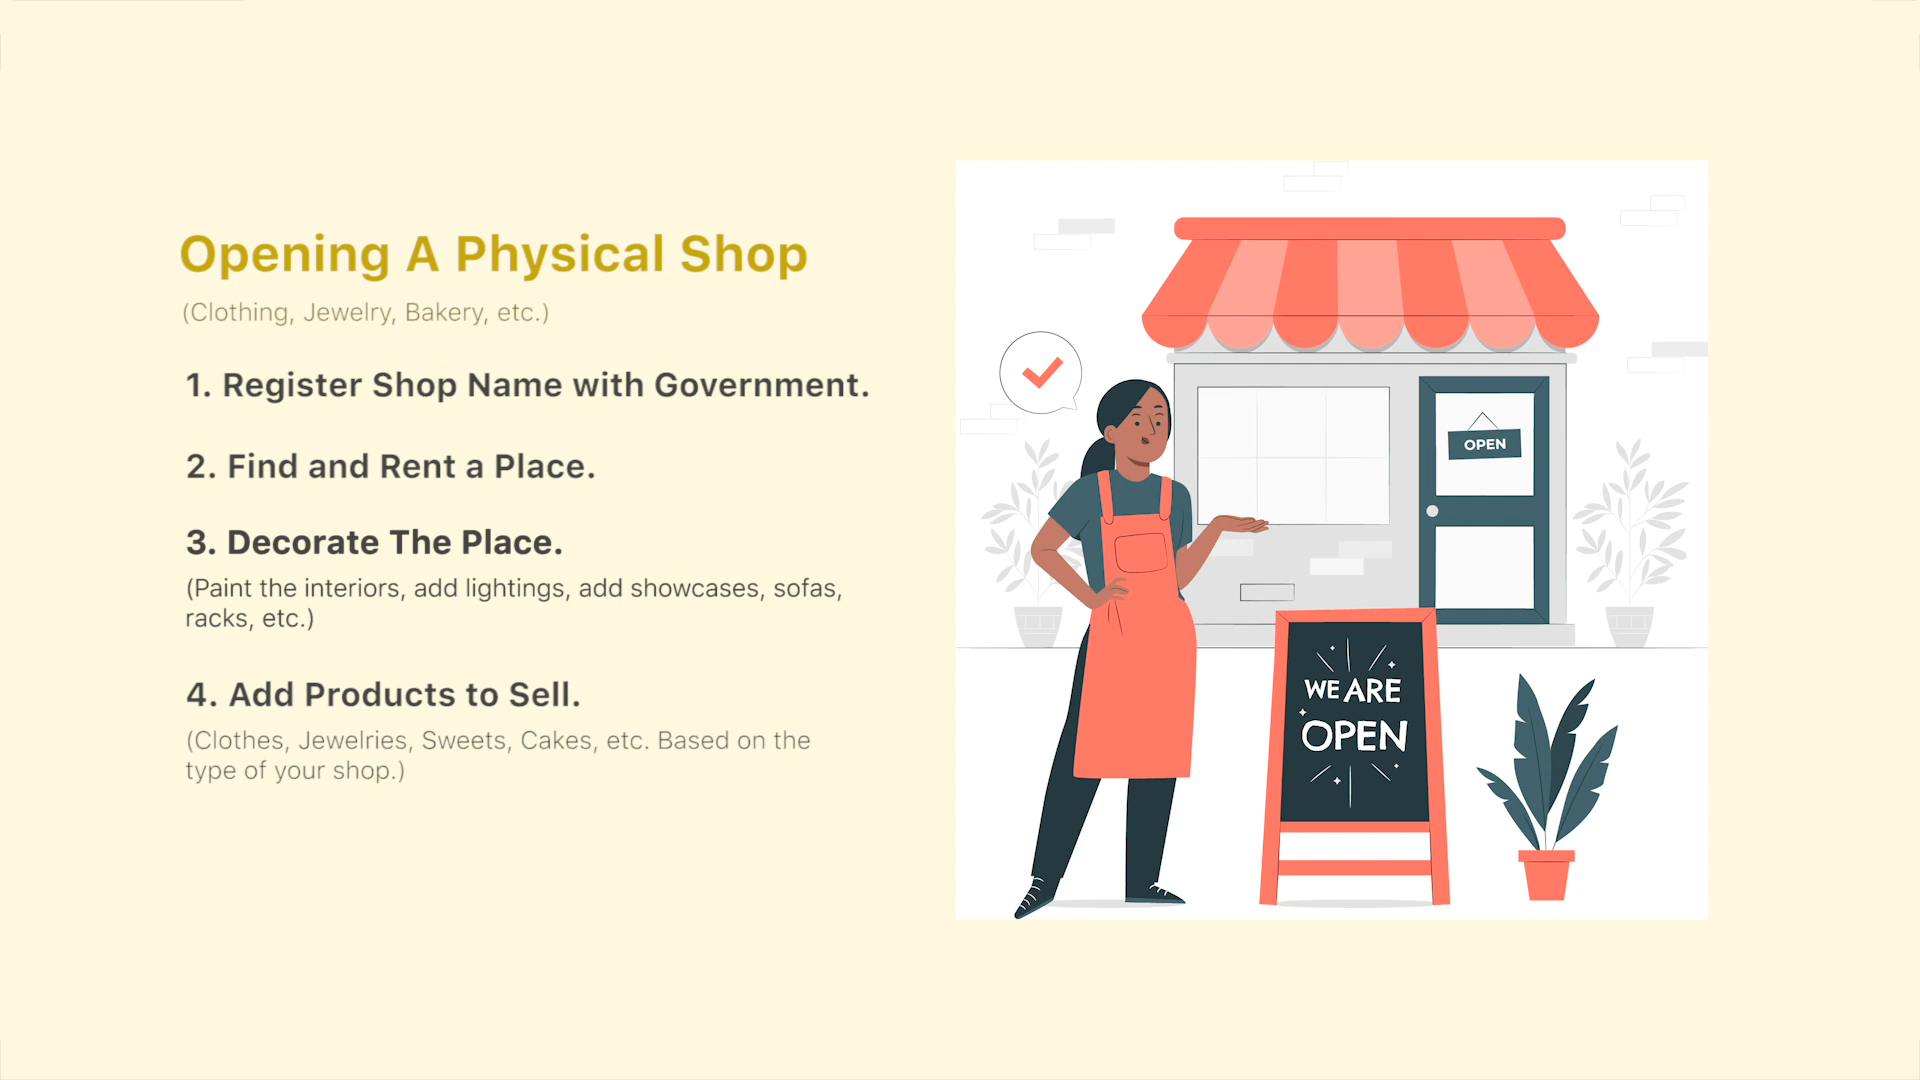 Opening A Physical Shop
(Clothing, Jewelry, Bakery, etc.)
1. Register Shop Name with Government.
2. Find and Rent a Place.
3. Decorate The Place.
(Paint the interiors, add lightings, add showcases, sofas,
racks, etc.)
4. Add Products to Sell.
(Clothes, Jewelries, Sweets, Cakes, etc. Based on the
type of your shop.)
OPEN
WE ARE
OPEN